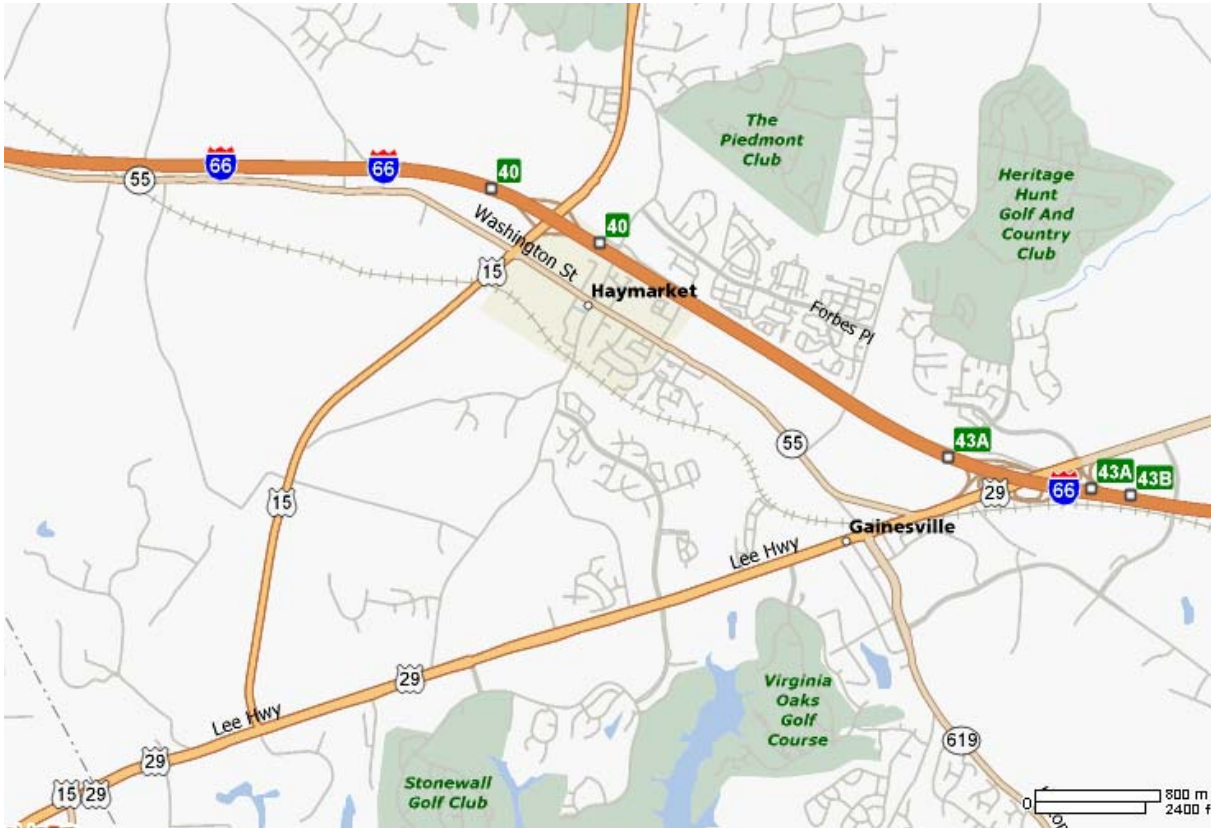 The
Piedmont
Club
Heritage
Hunt
Golf And
Country
Club
66
66
55
40
40
Washington St
15
Haymarket
Forbes Pl
55
43A
43A
43B
66
29
15
Gainesville
Lee Hwy
29
Lee Hwy
Virginia
Oaks
Golf
Course
619
29
15
29
Stonewall
Golf Club
0
800 m
2400 f